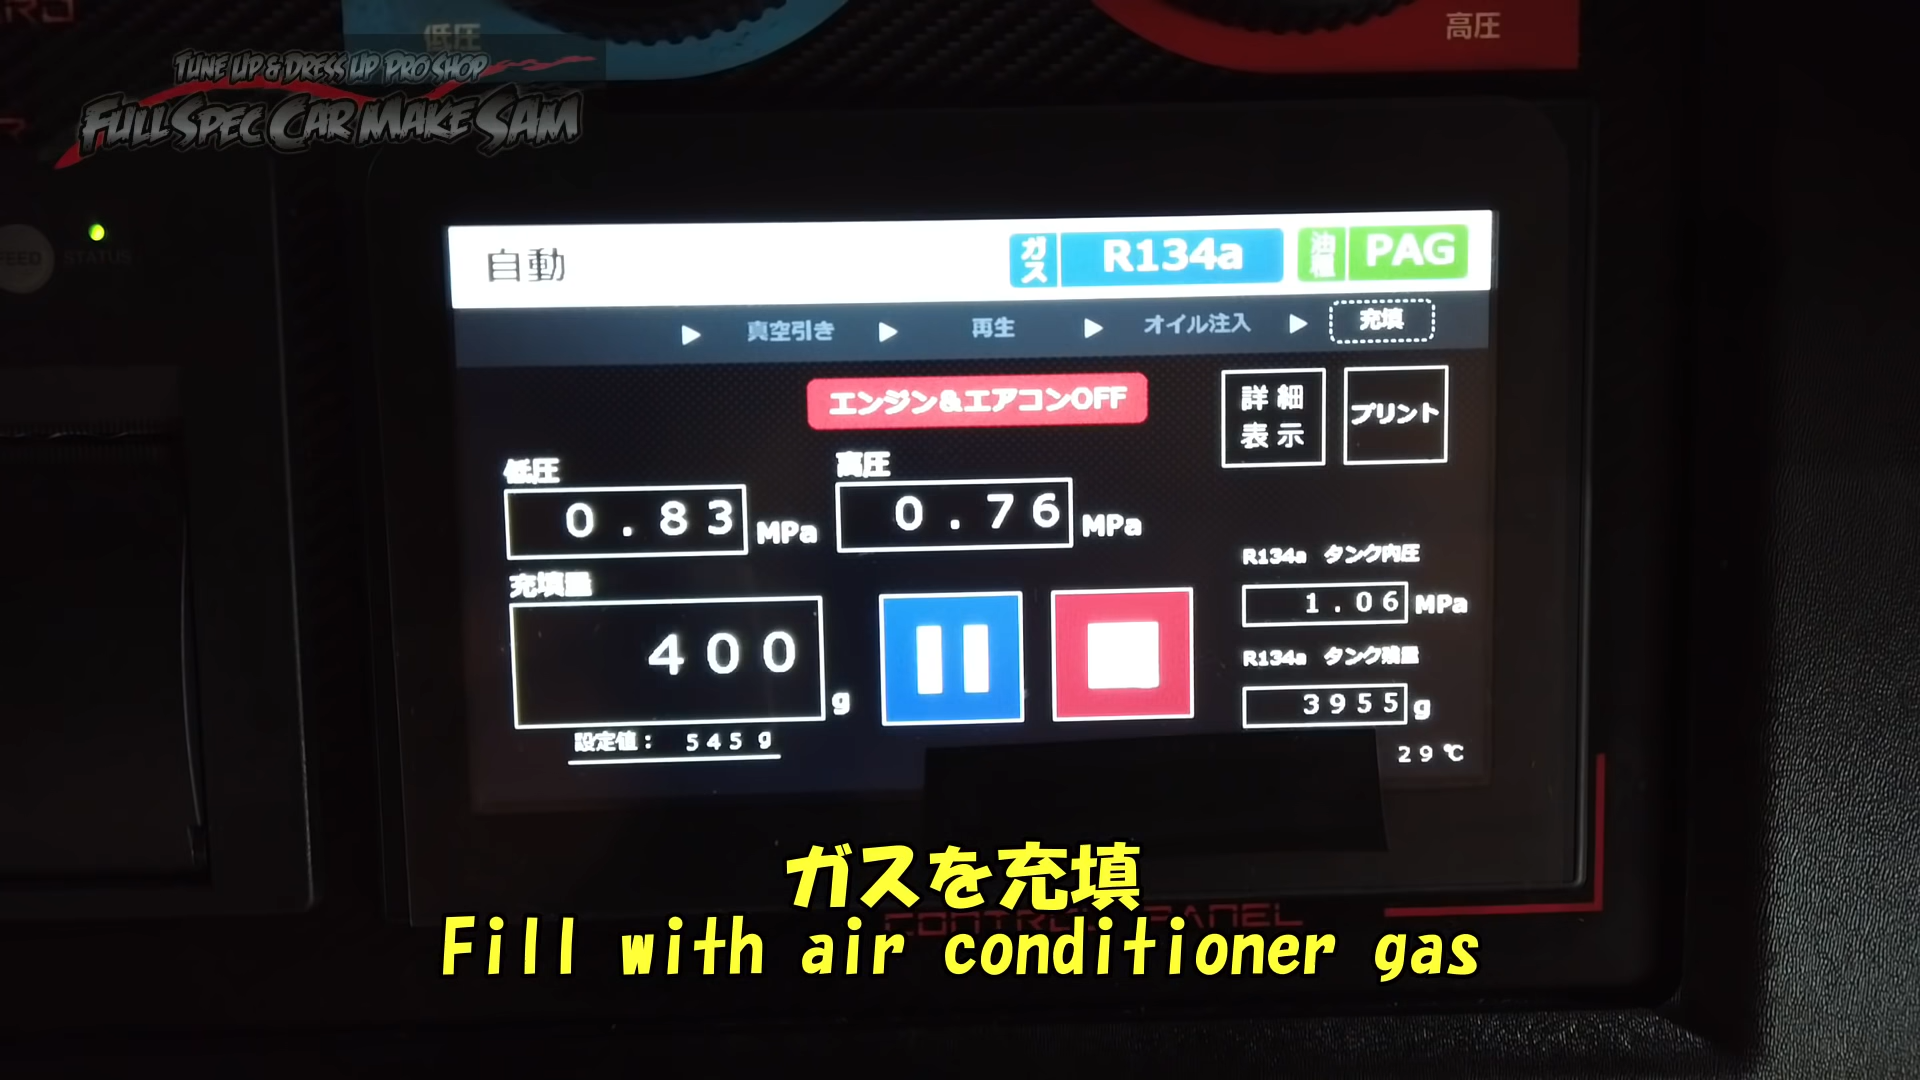 低圧
高圧
TUNE UP & DRESS UP PRO SHOP
FULL SPEC CAR MAKE SAM
FEED
STATUS
自動
ガス R134a
油種 PAG
真空引き 再生 オイル注入 充填
エンジン&エアコンOFF
詳細
表示
プリント
低圧
0.83 MPa
高圧
0.76 MPa
充填量
400 g
設定値: 545g
R134a タンク内圧
1.06 MPa
R134a タンク残量
3955 g
29℃
ガスを充填
CONTROL PANEL
Fill with air conditioner gas